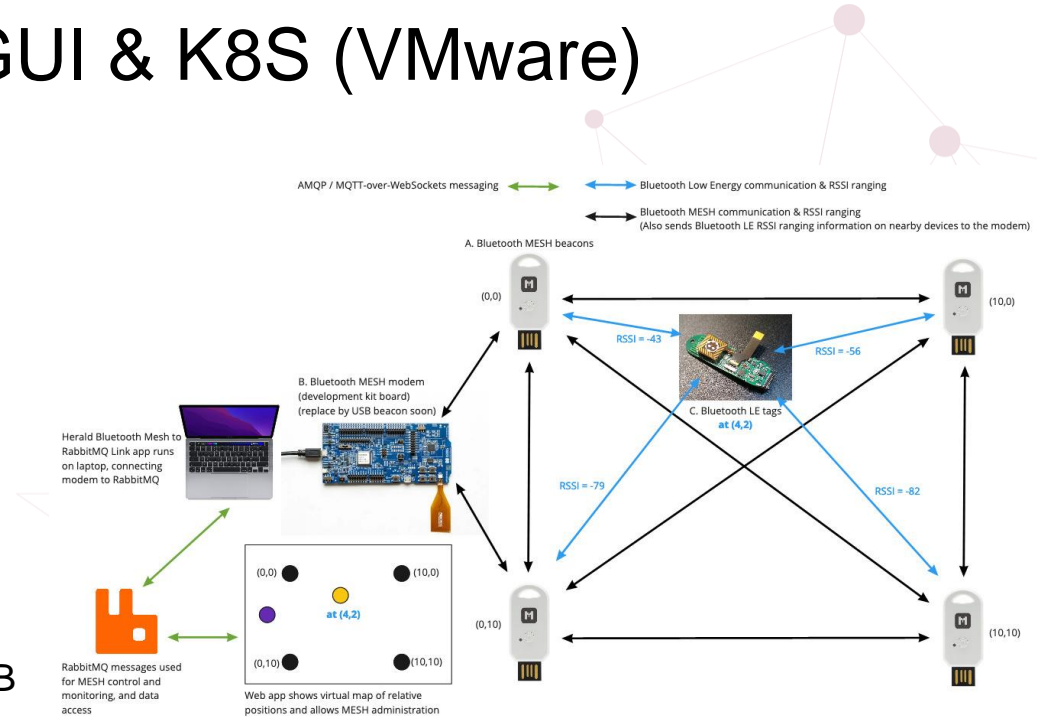 GUI & K8S (VMware)
AMQP / MQTT-over-WebSockets messaging
Bluetooth Low Energy communication & RSSI ranging
Bluetooth MESH communication & RSSI ranging
(Also sends Bluetooth LE RSSI ranging information on nearby devices to the modem)
A. Bluetooth MESH beacons
(0,0)
M
M
(10,0)
RSSI = -43
RSSI = -56
B. Bluetooth MESH modem
(development kit board)
(replace by USB beacon soon)
C. Bluetooth LE tags
at (4,2)
Herald Bluetooth Mesh to
RabbitMQ Link app runs
on laptop, connecting
modem to RabbitMQ
RSSI = -79
RSSI = -82
(0,0)
(10,0)
at (4,2)
(0,10)
(10,10)
(0,10)
M
M
(10,10)
B
RabbitMQ messages used
for MESH control and
monitoring, and data
access
Web app shows virtual map of relative
positions and allows MESH administration